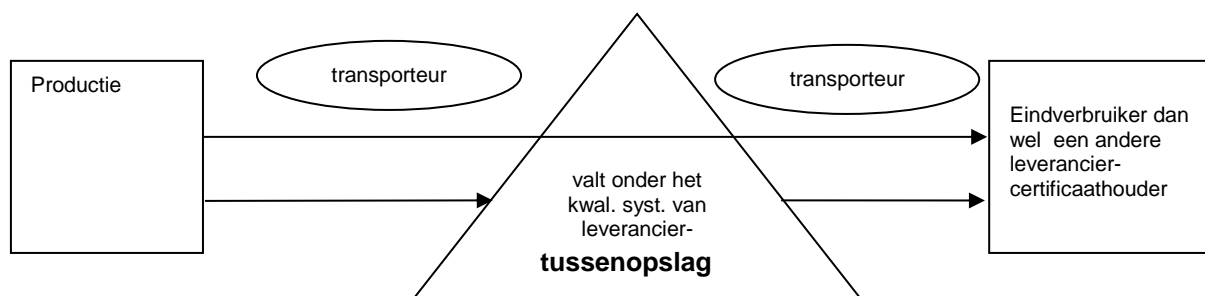 Productie
transporteur
valt onder het
kwal. syst. van
leverancier-
tussenopslag
transporteur
Eindverbruiker dan
wel een andere
leverancier-
certificaathouder